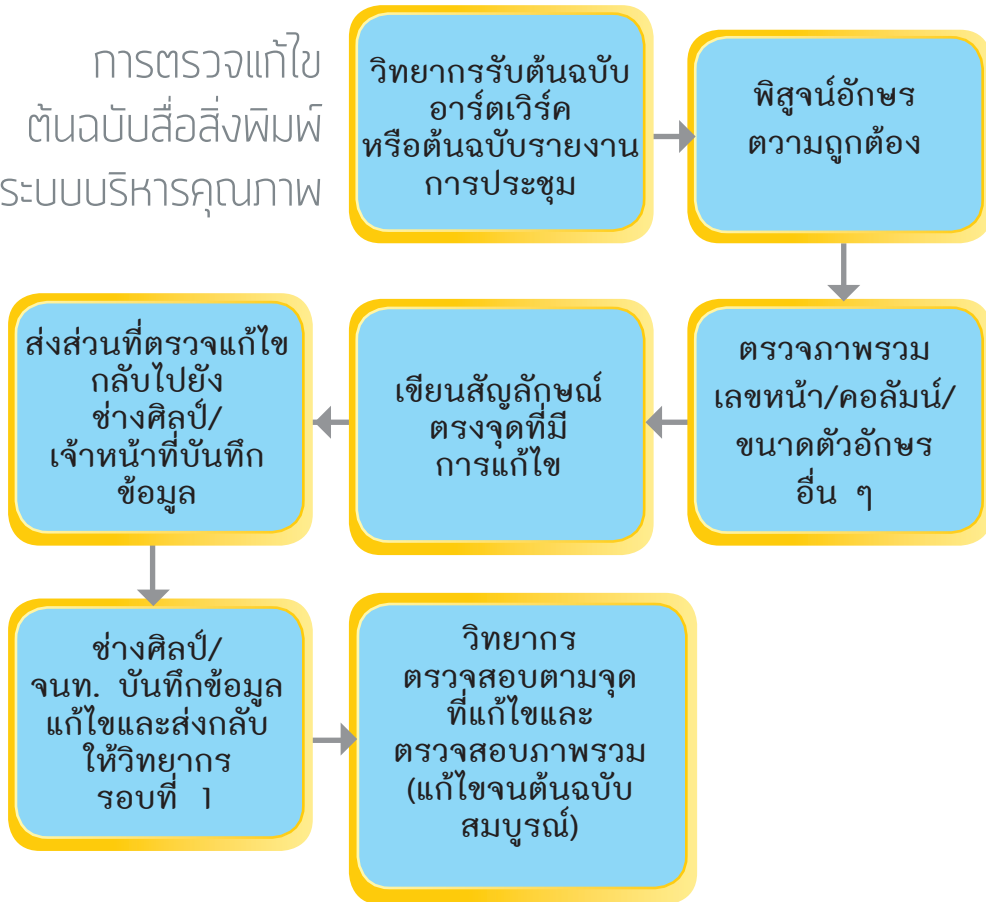 การตรวจแก้ไข
ต้นฉบับสื่อสิ่งพิมพ์
ระบบบริหารคุณภาพ
วิทยากรรับต้นฉบับ
อาร์ตเวิร์ค
หรือต้นฉบับรายงาน
การประชุม
พิสูจน์อักษร
ตวามถูกต้อง
ตรวจภาพรวม
เลขหน้า/คอลัมน์/
ขนาดตัวอักษร
อื่น ๆ
เขียนสัญลักษณ์
ตรงจุดที่มี
การแก้ไข
ส่งส่วนที่ตรวจแก้ไข
กลับไปยัง
ช่างศิลป์/
เจ้าหน้าที่บันทึก
ข้อมูล
ช่างศิลป์/
จนท. บันทึกข้อมูล
แก้ไขและส่งกลับ
ให้วิทยากร
รอบที่ 1
วิทยากร
ตรวจสอบตามจุด
ที่แก้ไขและ
ตรวจสอบภาพรวม
(แก้ไขจนต้นฉบับ
สมบูรณ์)